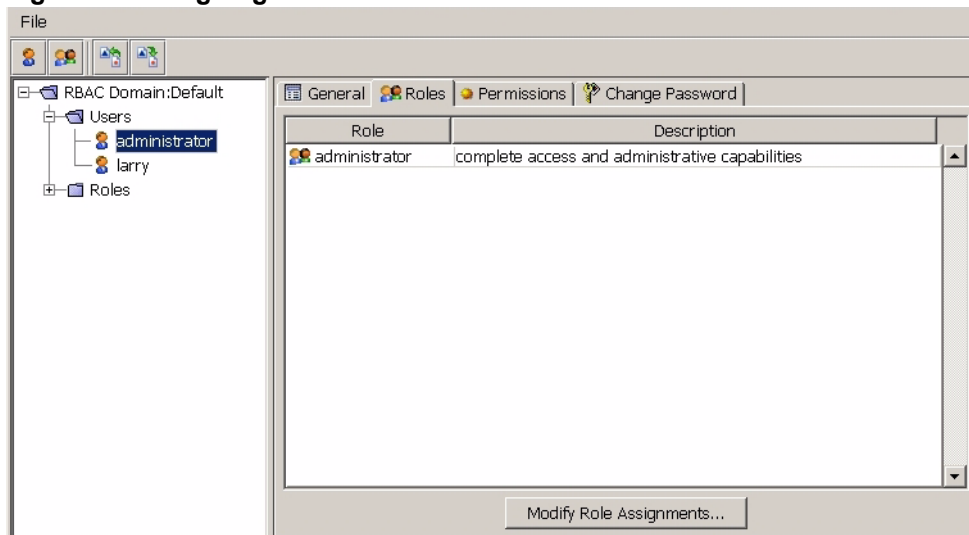 File
RBAC Domain:Default
Users
administrator
larry
Roles
General Roles Permissions Change Password
Role Description
administrator complete access and administrative capabilities
Modify Role Assignments...